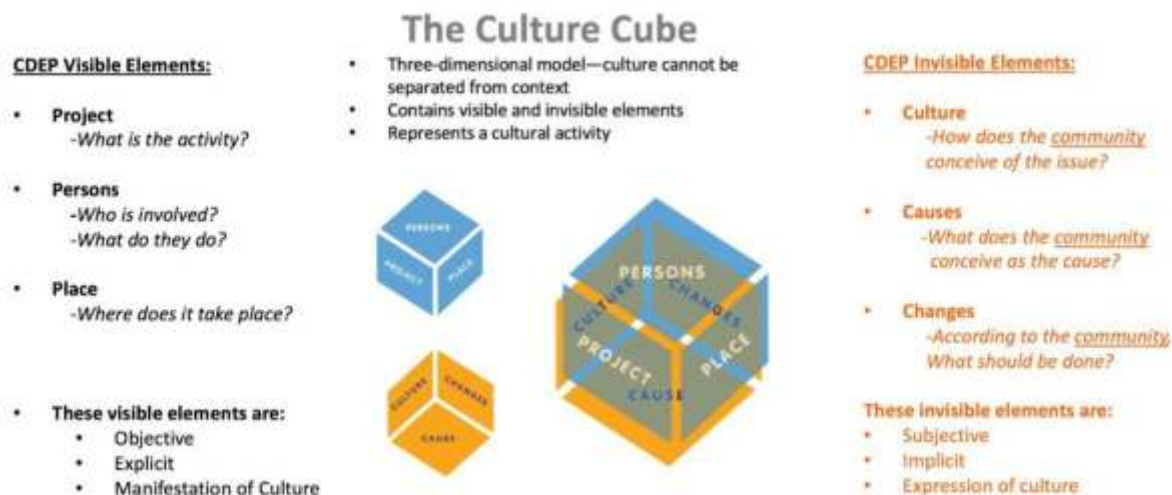 The Culture Cube
CDEP Visible Elements:
• Project
-What is the activity?
• Persons
-Who is involved?
-What do they do?
• Place
-Where does it take place?
• These visible elements are:
• Objective
• Explicit
• Manifestation of Culture
• Three-dimensional model—culture cannot be
separated from context
• Contains visible and invisible elements
• Represents a cultural activity
PERSONS
PROJECT
PLACE
CULTURE
CHANGES
CAUSE
PERSONS
CULTURE
CHANGES
PROJECT
PLACE
CAUSE
CDEP Invisible Elements:
• Culture
-How does the community
conceive of the issue?
• Causes
-What does the community
conceive as the cause?
• Changes
-According to the community,
What should be done?
These invisible elements are:
• Subjective
• Implicit
• Expression of culture